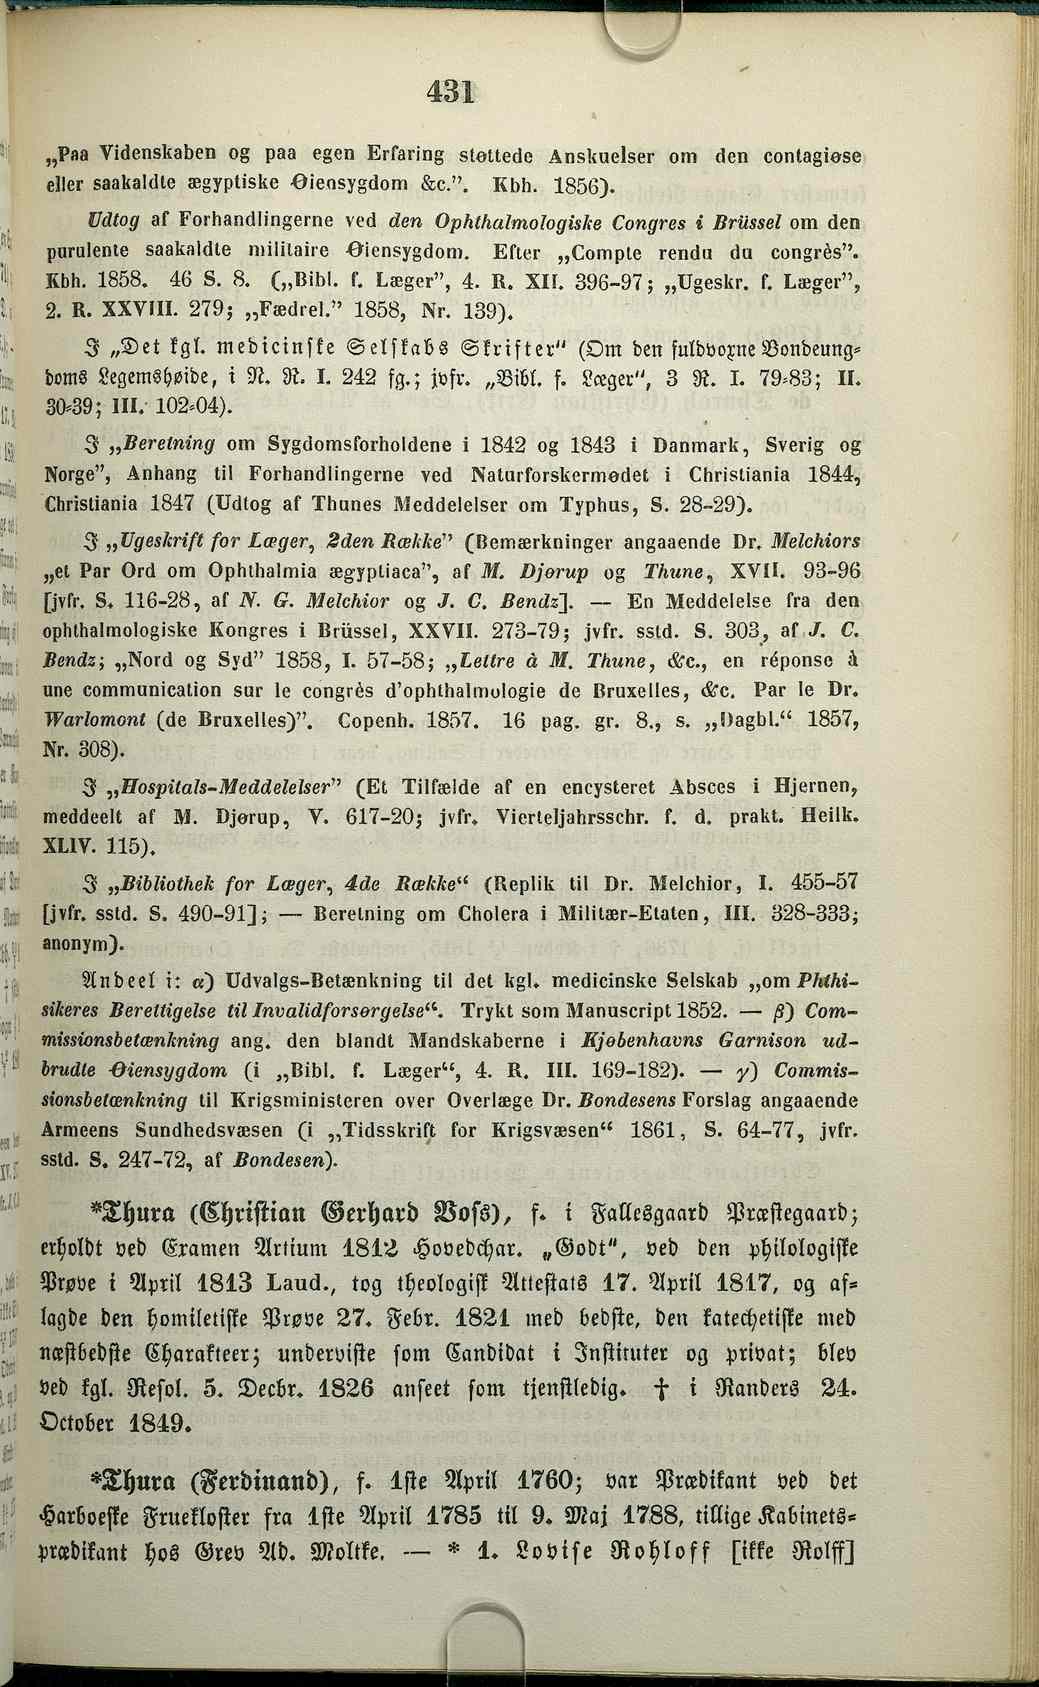 431
„Paa Videnskaben og paa egen Erfaring støttede Anskuelser om den contagiøse
eller saakaldte ægyptiske Øiensygdom &c.”. Kbh. 1856).
Udtog af Forhandlingerne ved den Ophthalmologiske Congres i Brüssel om den
purulente saakaldte militaire Øiensygdom. Efter „Compte rendu du congrès”.
Kbh. 1858. 46 S. 8. („Bibl. f. Læger”, 4. R. XII. 396-97; „Ugeskr. f. Læger”,
2. R. XXVIII. 279; „Fædrel.” 1858, Nr. 139).
I „Det kgl. medicinske Selskabs Skrifter“ (Om den fuldvoxne Bondeung-
doms Legemshøide, i N. R. I. 242 fg.; jvfr. „Bibl. f. Læger“, 3 R. I. 79-83; II.
30-39; III. 102-04).
I „Beretning om Sygdomsforholdene i 1842 og 1843 i Danmark, Sverig og
Norge”, Anhang til Forhandlingerne ved Naturforskermødet i Christiania 1844,
Christiania 1847 (Udtog af Thunes Meddelelser om Typhus, S. 28-29).
I „Ugeskrift for Læger, 2den Række” (Bemærkninger angaaende Dr. Melchiors
„et Par Ord om Ophthalmia ægyptiaca”, af M. Djørup og Thune, XVII. 93-96
[jvfr. S. 116-28, af N. G. Melchior og J. C. Bendz]. — En Meddelelse fra den
ophthalmologiske Kongres i Brüssel, XXVII. 273-79; jvfr. sstd. S. 303, af J. C.
Bendz; „Nord og Syd” 1858, I. 57-58; „Lettre à M. Thune, &c., en réponse à
une communication sur le congrès d'ophthalmologie de Bruxelles, &c. Par le Dr.
Warlomont (de Bruxelles)”. Copenh. 1857. 16 pag. gr. 8., s. „Dagbl.“ 1857,
Nr. 308).
I „Hospitals-Meddelelser” (Et Tilfælde af en encysteret Absces i Hjernen,
meddeelt af M. Djørup, V. 617-20; jvfr. Vierteljahrsschr. f. d. prakt. Heilk.
XLIV. 115).
I „Bibliothek for Læger, 4de Række“ (Replik til Dr. Melchior, I. 455-57
[jvfr. sstd. S. 490-91]; — Beretning om Cholera i Militær-Etaten, III. 328-333;
anonym).
Andeel i: α) Udvalgs-Betænkning til det kgl. medicinske Selskab „om Phthi-
sikeres Berettigelse til Invalidforsørgelse“. Trykt som Manuscript 1852. — β) Com-
missionsbetænkning ang. den blandt Mandskaberne i Kjøbenhavns Garnison ud-
brudte Øiensygdom (i „Bibl. f. Læger“, 4. R. III. 169-182). — γ) Commis-
sionsbetænkning til Krigsministeren over Overlæge Dr. Bondesens Forslag angaaende
Armeens Sundhedsvæsen (i „Tidsskrift for Krigsvæsen“ 1861, S. 64-77, jvfr.
sstd. S. 247-72, af Bondesen).
*Thura (Christian Gerhard Voss), f. i Fallesgaard Præstegaard;
erholdt ved Examen Artium 1812 Hovedchar. „Godt“, ved den philologiske
Prøve i April 1813 Laud., tog theologisk Attestats 17. April 1817, og af-
lagde den homiletiske Prøve 27. Febr. 1821 med bedste, den katechetiske med
næstbedste Charakteer; underviste som Candidat i Instituter og privat; blev
ved kgl. Resol. 5. Decbr. 1826 anseet som tjenstledig. † i Randers 24.
October 1849.
*Thura (Ferdinand), f. 1ste April 1760; var Prædikant ved det
Harboeske Fruekloster fra 1ste April 1785 til 9. Maj 1788, tillige Kabinets-
prædikant hos Grev Ad. Moltke. — * 1. Lovise Rohloff [ikke Rolff]